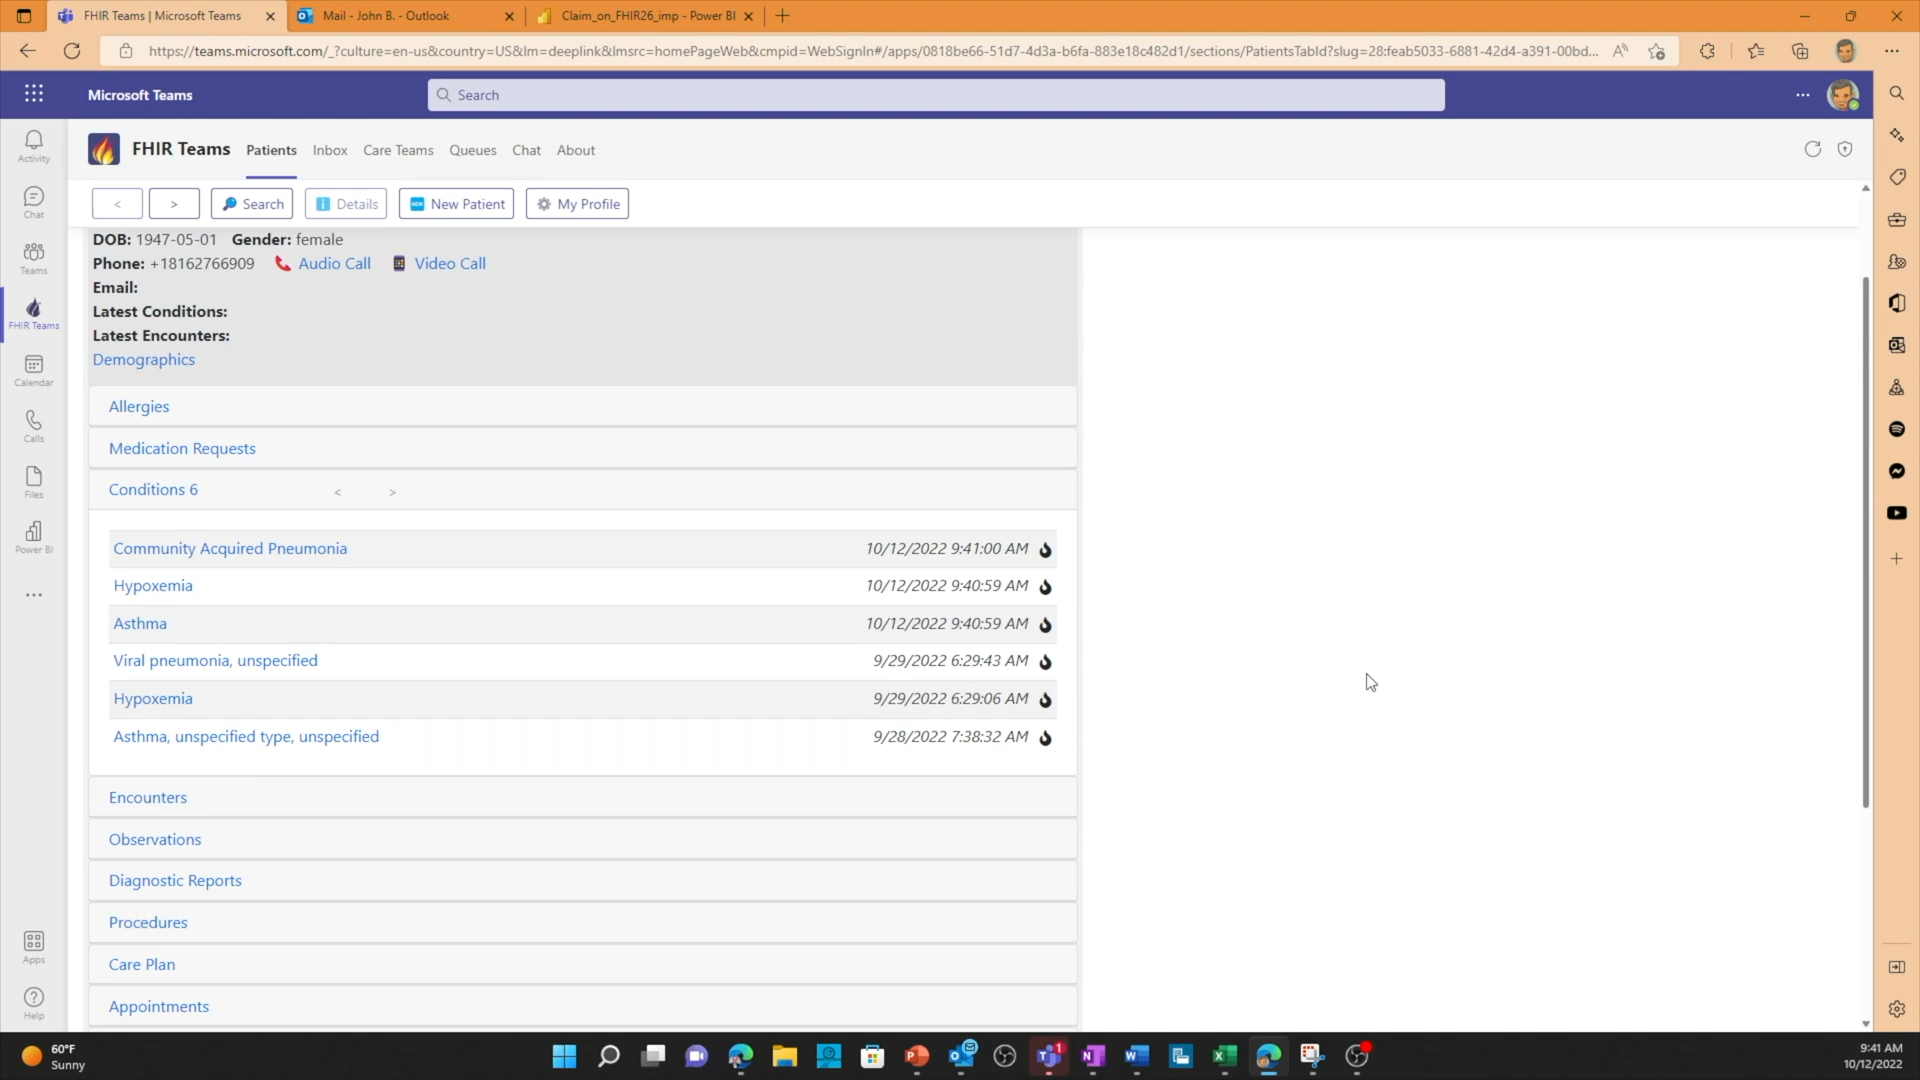 FHIR Teams | Microsoft Teams
Mail - John B. - Outlook
Claim_on_FHIR26_imp - Power BI
https://teams.microsoft.com/_?culture=en-us&country=US&lm=deeplink&lmsrc=homePageWeb&cmpid=WebSignIn#/apps/0818be66-51d7-4d3a-b6fa-883e18c482d1/sections/PatientsTabId?slug=28:feab5033-6881-42d4-a391-00bd...
Microsoft Teams
Search
Activity
Chat
Teams
FHIR Teams
Calendar
Calls
Files
Power BI
Apps
Help
FHIR Teams Patients Inbox Care Teams Queues Chat About
< > Search Details New Patient My Profile
DOB: 1947-05-01 Gender: female
Phone: +18162766909 Audio Call Video Call
Email:
Latest Conditions:
Latest Encounters:
Demographics
Allergies
Medication Requests
Conditions 6 < >
Community Acquired Pneumonia 10/12/2022 9:41:00 AM
Hypoxemia 10/12/2022 9:40:59 AM
Asthma 10/12/2022 9:40:59 AM
Viral pneumonia, unspecified 9/29/2022 6:29:43 AM
Hypoxemia 9/29/2022 6:29:06 AM
Asthma, unspecified type, unspecified 9/28/2022 7:38:32 AM
Encounters
Observations
Diagnostic Reports
Procedures
Care Plan
Appointments
60°F
Sunny
9:41 AM
10/12/2022